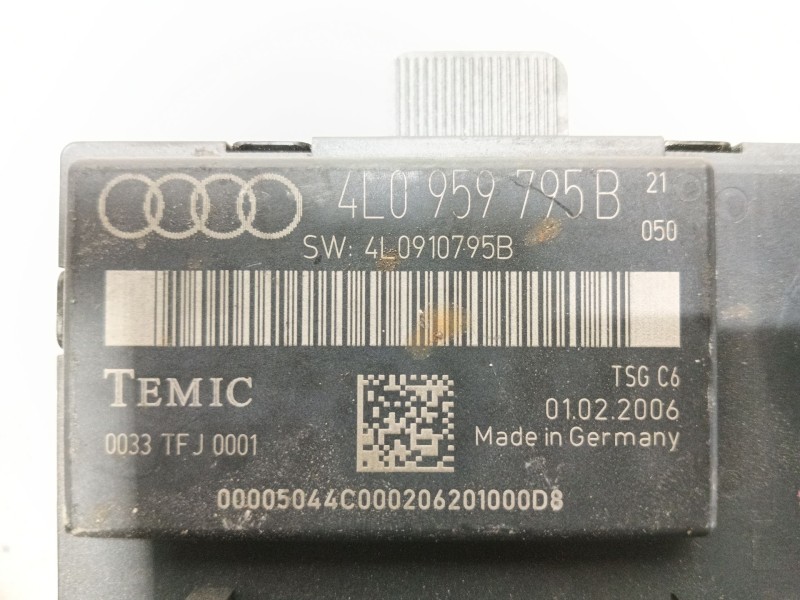 4L0 959 795 B 21
050
SW: 4L0910795B
TEMIC
TSG C6
01.02.2006
0033 TFJ 0001
Made in Germany
00005044C000206201000D8